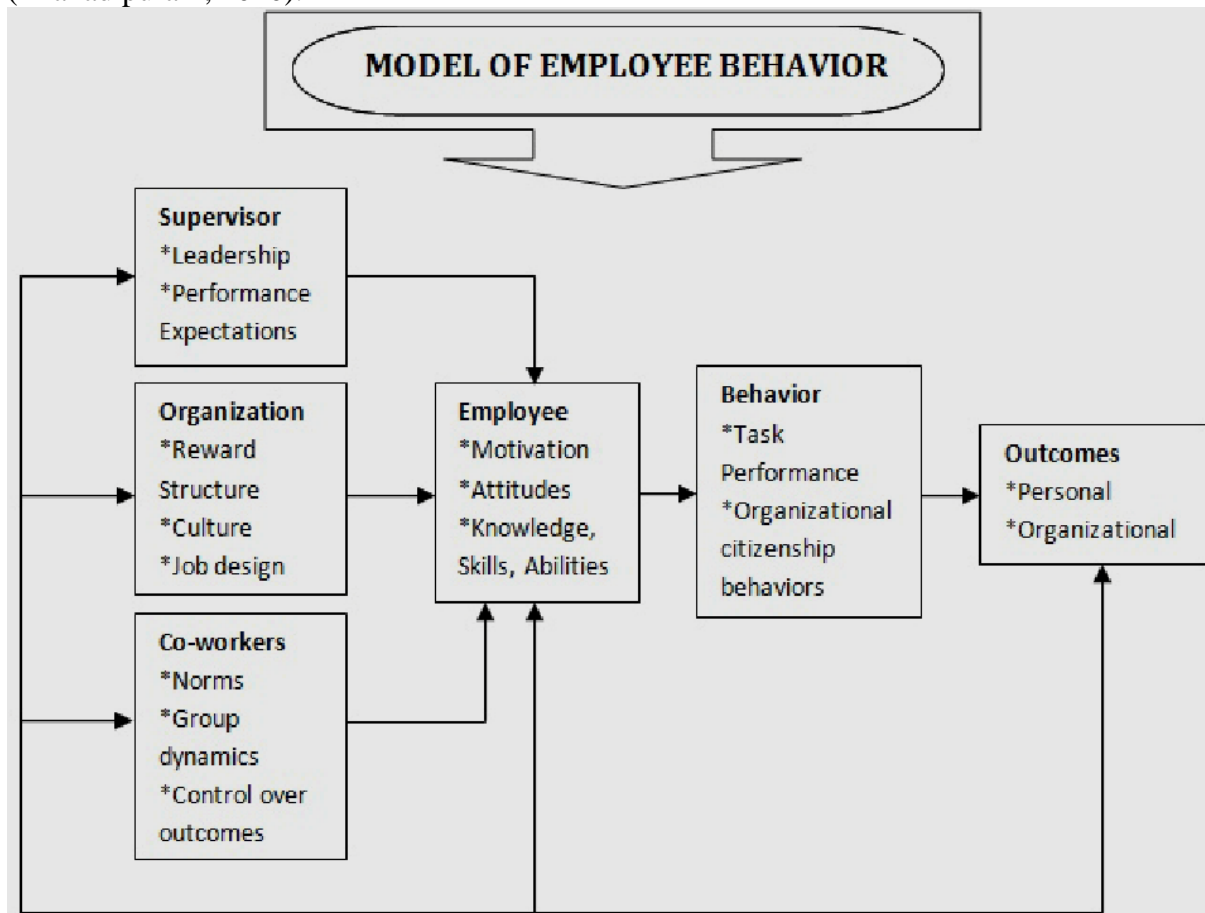 MODEL OF EMPLOYEE BEHAVIOR
Supervisor
*Leadership
*Performance
Expectations
Organization
*Reward
Structure
*Culture
*Job design
Co-workers
*Norms
*Group
dynamics
*Control over
outcomes
Employee
*Motivation
*Attitudes
*Knowledge,
Skills, Abilities
Behavior
*Task
Performance
*Organizational
citizenship
behaviors
Outcomes
*Personal
*Organizational